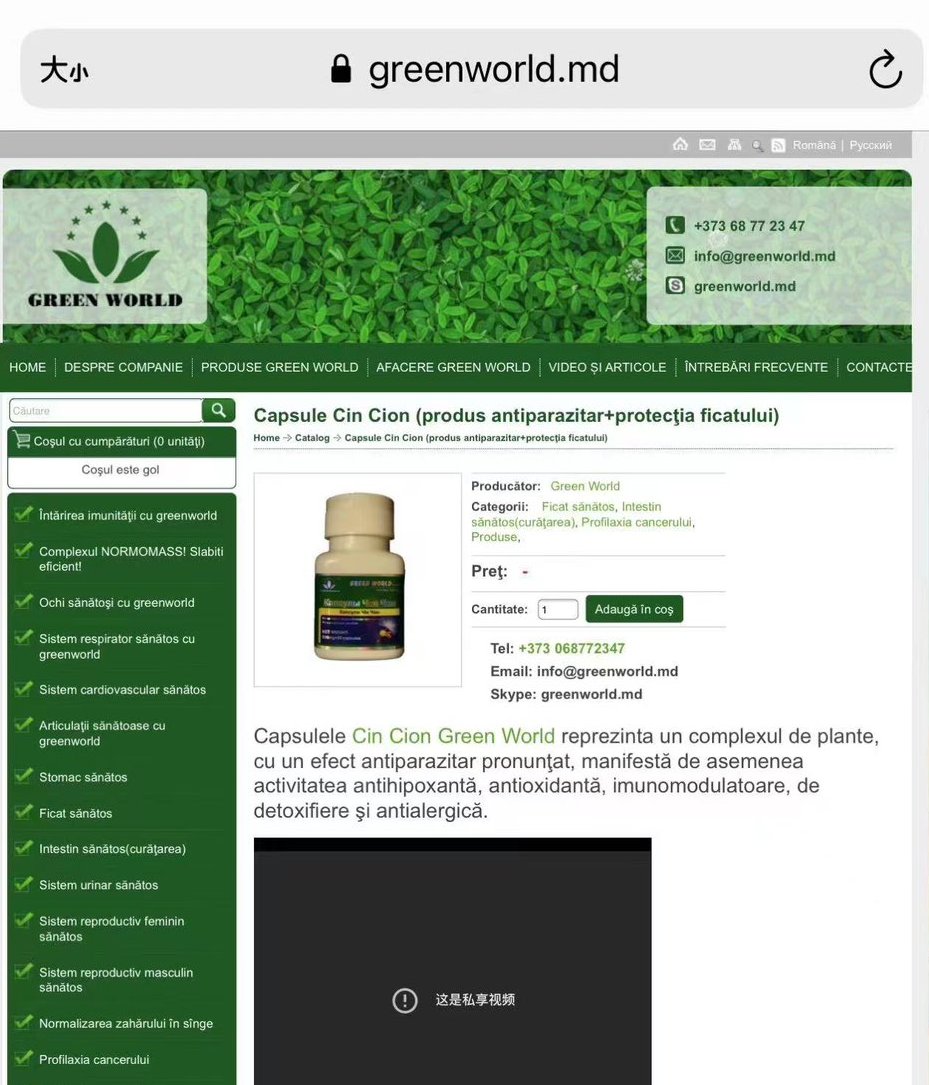 大小
greenworld.md
Română | Русский
GREEN WORLD
+373 68 77 23 47
info@greenworld.md
greenworld.md
HOME
DESPRE COMPANIE
PRODUSE GREEN WORLD
AFACERE GREEN WORLD
VIDEO ȘI ARTICOLE
ÎNTREBĂRI FRECVENTE
CONTACTE
Căutare
Coşul cu cumpărături (0 unităţi)
Coşul este gol
Întărirea imunităţii cu greenworld
Complexul NORMOMASS! Slabiti
eficient!
Ochi sănătoşi cu greenworld
Sistem respirator sănătos cu
greenworld
Sistem cardiovascular sănătos
Articulaţii sănătoase cu
greenworld
Stomac sănătos
Ficat sănătos
Intestin sănătos(curăţarea)
Sistem urinar sănătos
Sistem reproductiv feminin
sănătos
Sistem reproductiv masculin
sănătos
Normalizarea zahărului în sînge
Profilaxia cancerului
Capsule Cin Cion (produs antiparazitar+protecţia ficatului)
Home -> Catalog -> Capsule Cin Cion (produs antiparazitar+protecţia ficatului)
GREEN WORLD
Producător: Green World
Categorii: Ficat sănătos, Intestin
sănătos(curăţarea), Profilaxia cancerului,
Produse,
Preţ: -
Cantitate: 1 Adaugă în coş
Tel: +373 068772347
Email: info@greenworld.md
Skype: greenworld.md
Capsulele Cin Cion Green World reprezinta un complexul de plante,
cu un efect antiparazitar pronunţat, manifestă de asemenea
activitatea antihipoxantă, antioxidantă, imunomodulatoare, de
detoxifiere şi antialergică.
这是私享视频